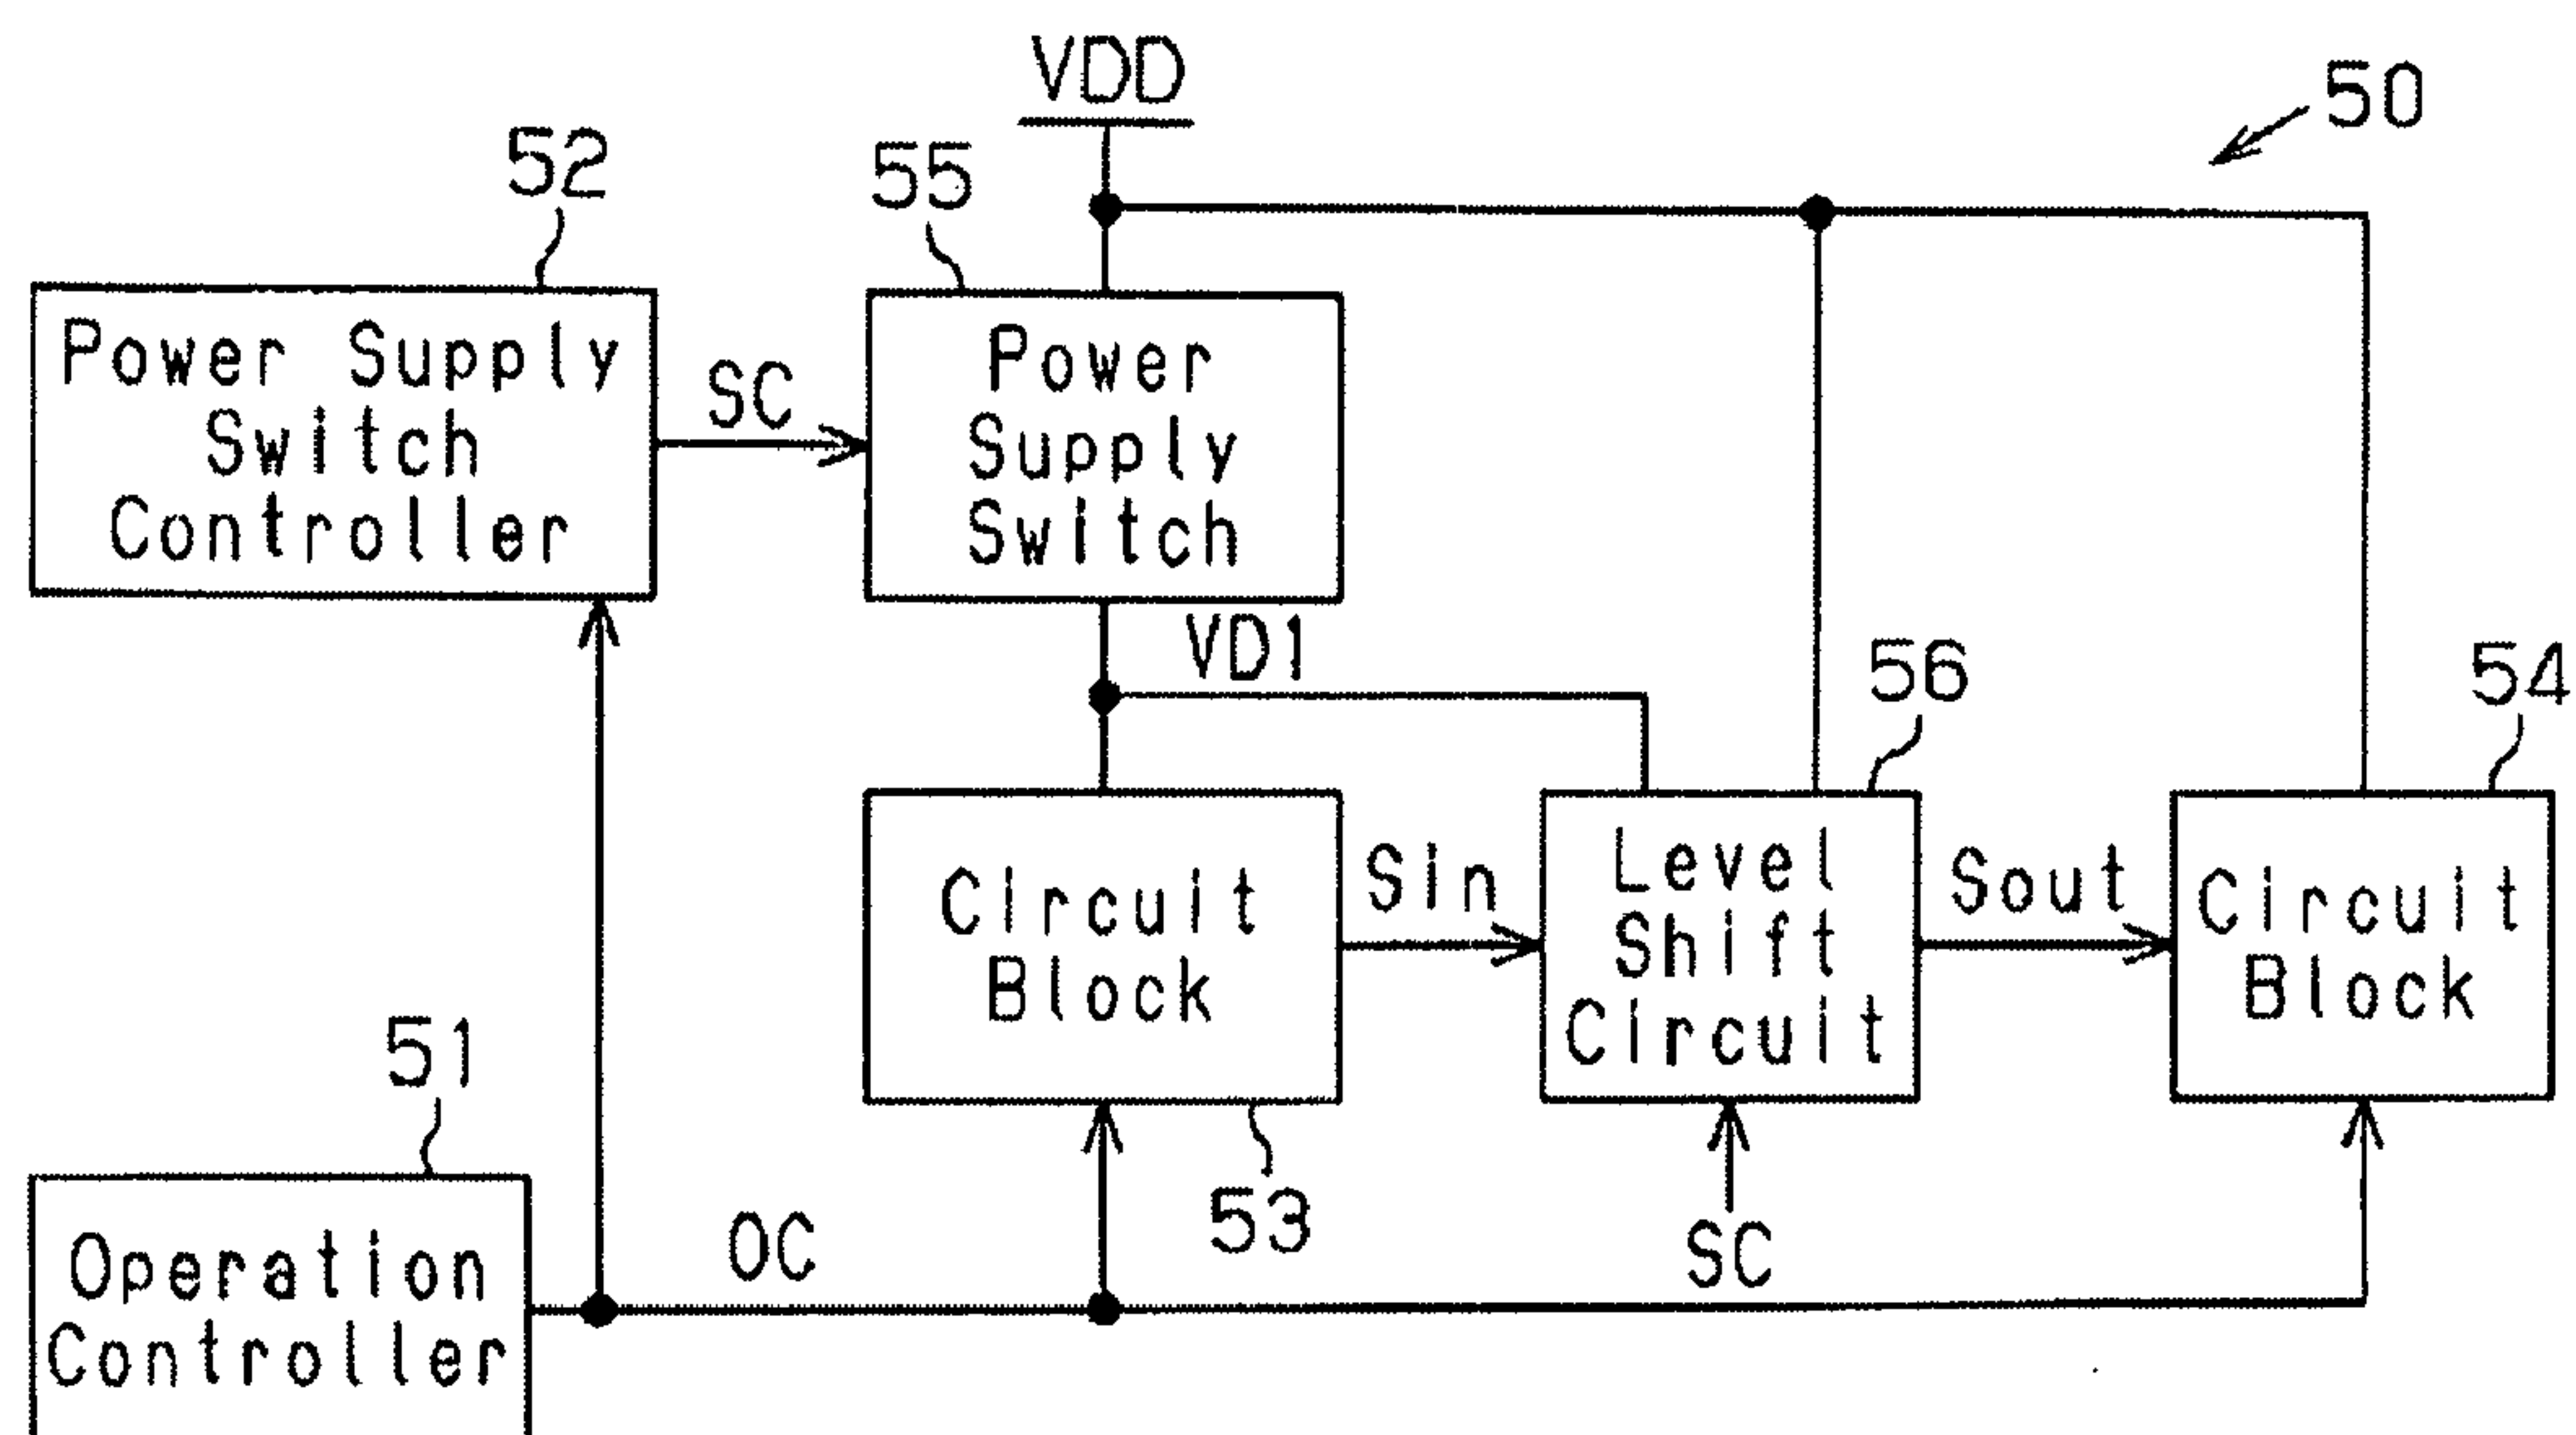 VDD
50
52
55
Power Supply
Switch
Controller
SC
Power
Supply
Switch
VD1
56
54
Circuit
Block
Sin
Level
Shift
Circuit
Sout
Circuit
Block
51
53
SC
OC
Operation
Controller